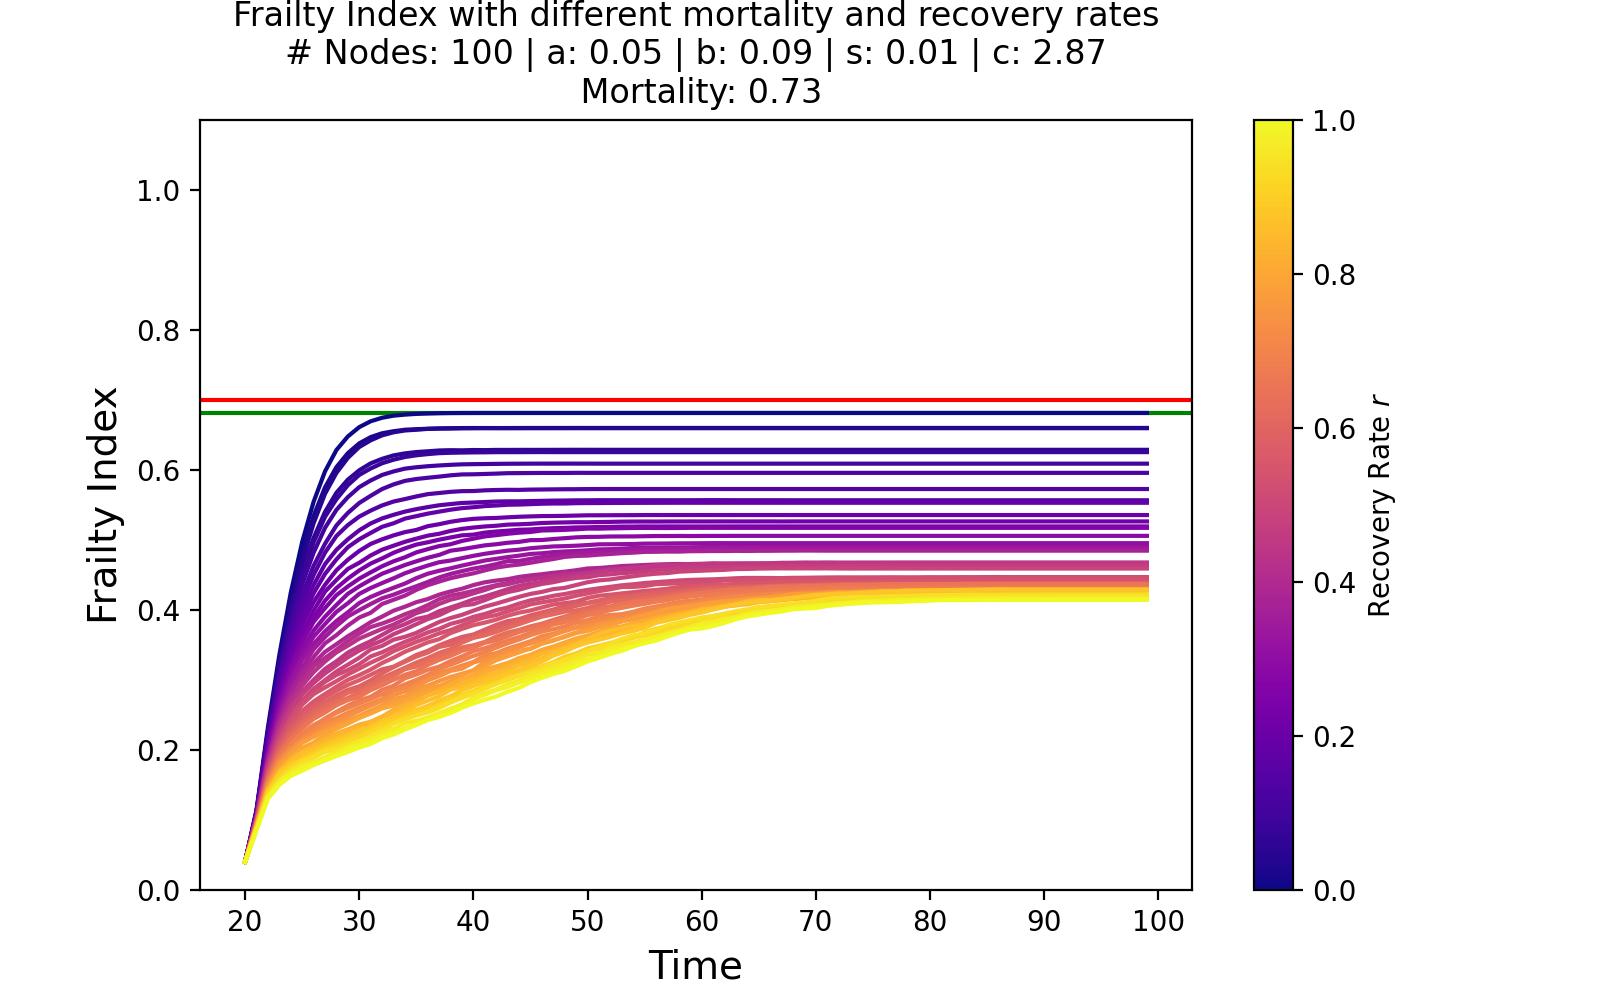 Frailty Index with different mortality and recovery rates
# Nodes: 100 | a: 0.05 | b: 0.09 | s: 0.01 | c: 2.87
Mortality: 0.73
1.0
0.8
0.6
0.4
0.2
0.0
Frailty Index
20 30 40 50 60 70 80 90 100
Time
1.0
0.8
0.6
0.4
0.2
0.0
Recovery Rate r